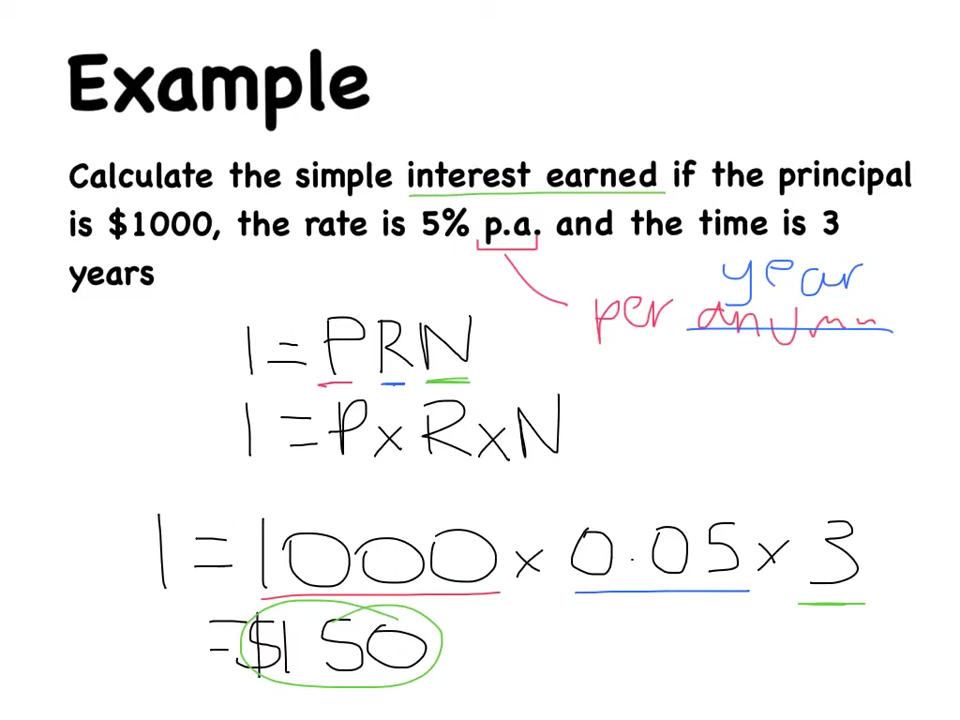 Example
Calculate the simple interest earned if the principal
is $1000, the rate is 5% p.a. and the time is 3
years
year
per annum
I = PRN
I = P x R x N
I = 1000 x 0.05 x 3
= $150